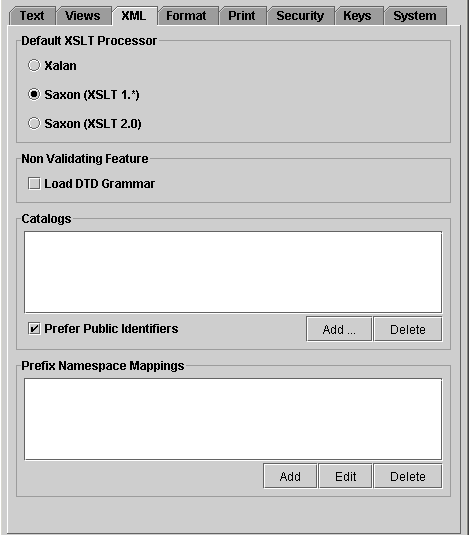 Text Views XML Format Print Security Keys System
Default XSLT Processor
Xalan
Saxon (XSLT 1.*)
Saxon (XSLT 2.0)
Non Validating Feature
Load DTD Grammar
Catalogs
Prefer Public Identifiers Add ... Delete
Prefix Namespace Mappings
Add Edit Delete